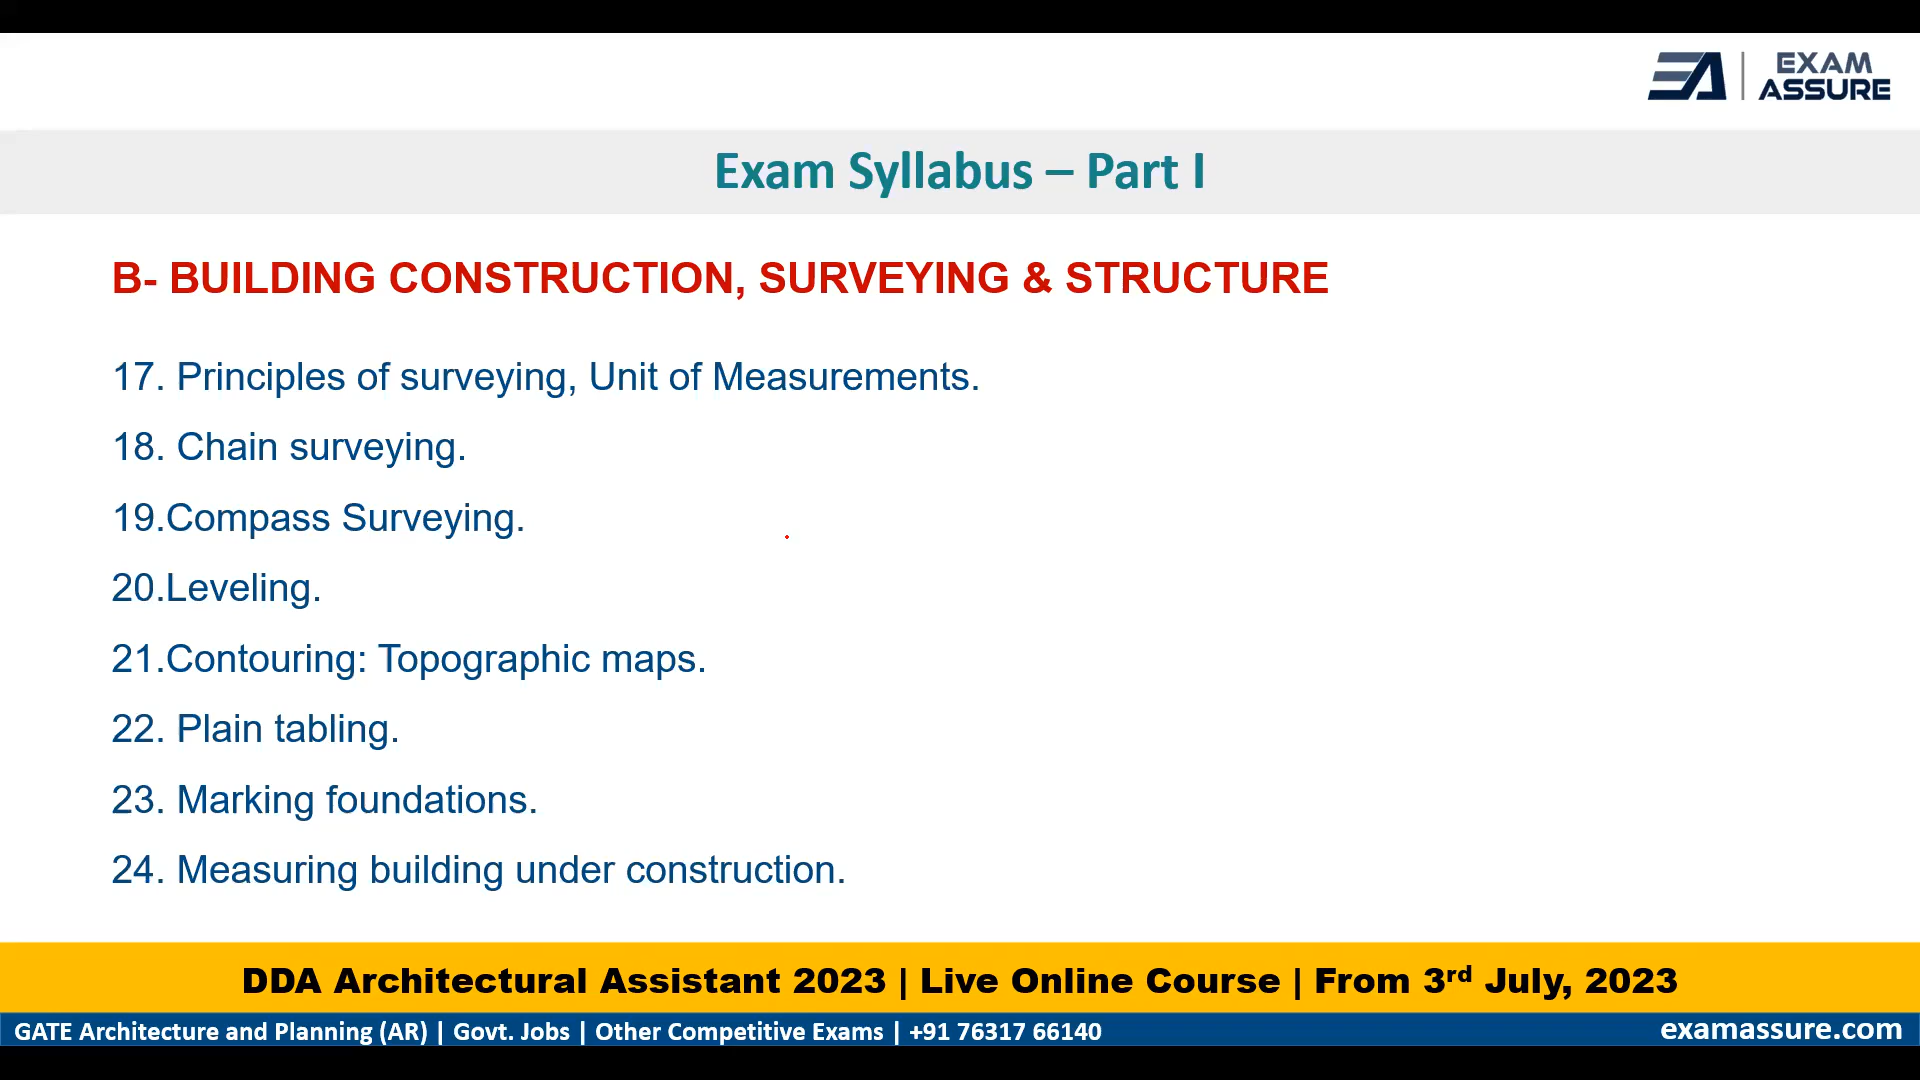 EXAM
ASSURE
Exam Syllabus – Part I
B- BUILDING CONSTRUCTION, SURVEYING & STRUCTURE
17. Principles of surveying, Unit of Measurements.
18. Chain surveying.
19.Compass Surveying.
20.Leveling.
21.Contouring: Topographic maps.
22. Plain tabling.
23. Marking foundations.
24. Measuring building under construction.
DDA Architectural Assistant 2023 | Live Online Course | From 3rd July, 2023
GATE Architecture and Planning (AR) | Govt. Jobs | Other Competitive Exams | +91 76317 66140 examassure.com